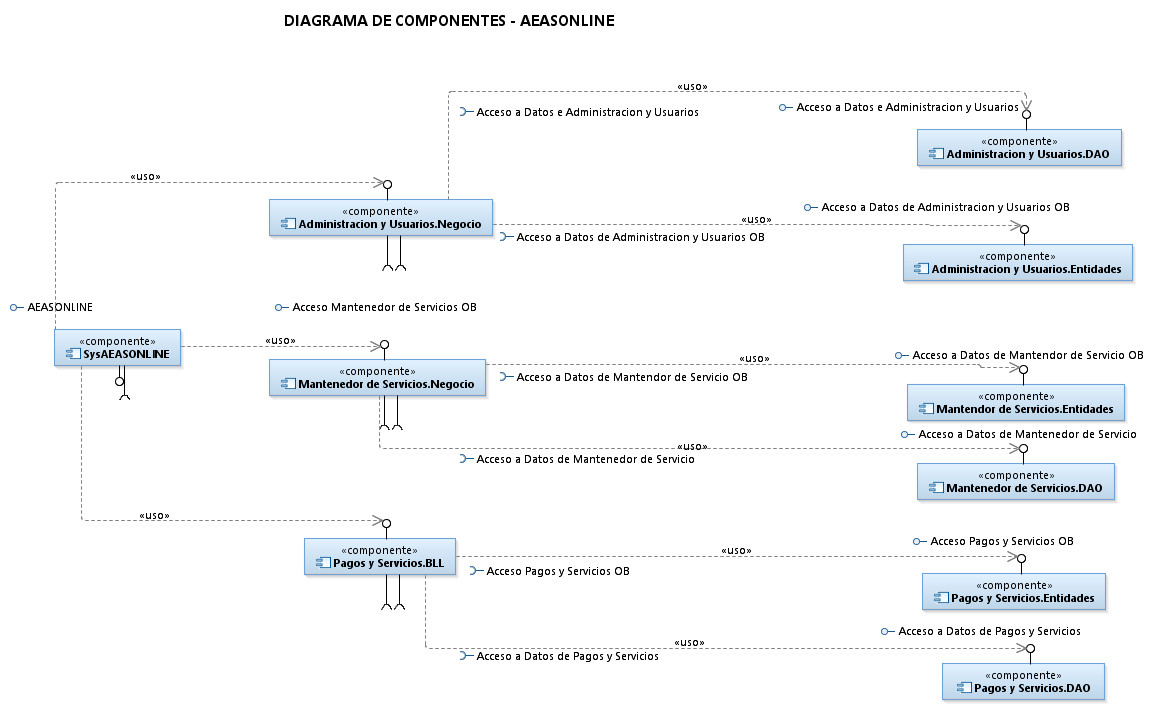 DIAGRAMA DE COMPONENTES - AEASONLINE
«uso»
Acceso a Datos e Administracion y Usuarios
Acceso a Datos e Administracion y Usuarios
«componente»
Administracion y Usuarios.DAO
«uso»
«componente»
Administracion y Usuarios.Negocio
«uso»
Acceso a Datos de Administracion y Usuarios OB
Acceso a Datos de Administracion y Usuarios OB
«componente»
Administracion y Usuarios.Entidades
AEASONLINE
Acceso Mantenedor de Servicios OB
«componente»
SysAEASONLINE
«uso»
«componente»
Mantenedor de Servicios.Negocio
«uso»
Acceso a Datos de Mantendor de Servicio OB
Acceso a Datos de Mantendor de Servicio OB
«componente»
Mantendor de Servicios.Entidades
«uso»
Acceso a Datos de Mantenedor de Servicio
Acceso a Datos de Mantenedor de Servicio
«componente»
Mantenedor de Servicios.DAO
«uso»
«componente»
Pagos y Servicios.BLL
«uso»
Acceso Pagos y Servicios OB
Acceso Pagos y Servicios OB
«componente»
Pagos y Servicios.Entidades
«uso»
Acceso a Datos de Pagos y Servicios
Acceso a Datos de Pagos y Servicios
«componente»
Pagos y Servicios.DAO